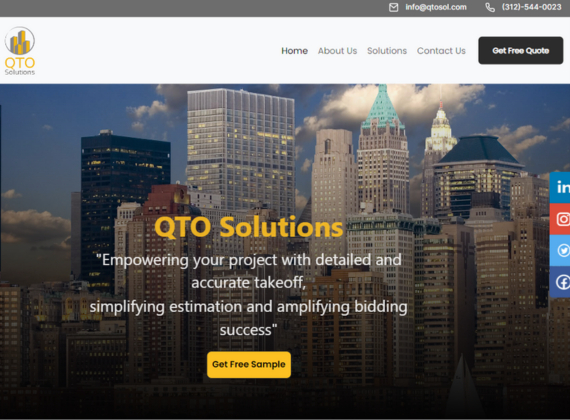 info@qtosol.com (312)-544-0023
QTO
Solutions
Home About Us Solutions Contact Us Get Free Quote
QTO Solutions
"Empowering your project with detailed and
accurate takeoff,
simplifying estimation and amplifying bidding
success"
Get Free Sample
in